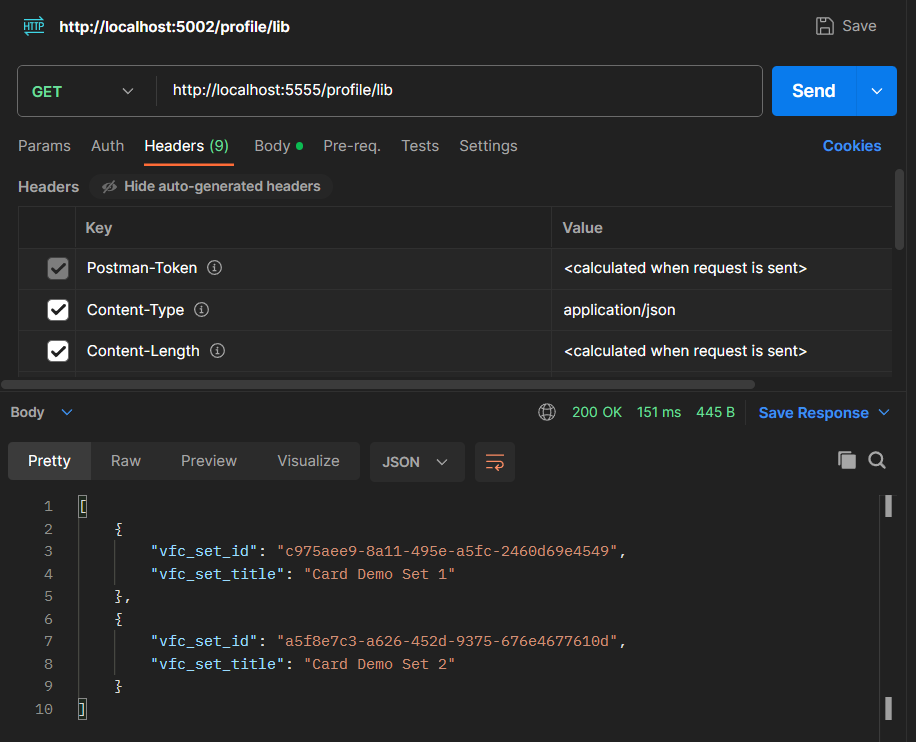 HTTP http://localhost:5002/profile/lib Save
GET http://localhost:5555/profile/lib Send
Params Auth Headers (9) Body Pre-req. Tests Settings Cookies
Headers Hide auto-generated headers
Key Value
Postman-Token <calculated when request is sent>
Content-Type application/json
Content-Length <calculated when request is sent>
Body 200 OK 151 ms 445 B Save Response
Pretty Raw Preview Visualize JSON
1 [
2 {
3 "vfc_set_id": "c975aee9-8a11-495e-a5fc-2460d69e4549",
4 "vfc_set_title": "Card Demo Set 1"
5 },
6 {
7 "vfc_set_id": "a5f8e7c3-a626-452d-9375-676e4677610d",
8 "vfc_set_title": "Card Demo Set 2"
9 }
10 ]